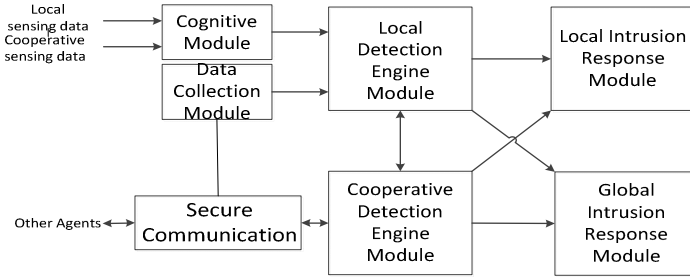 Local
sensing data
Cooperative
sensing data
Cognitive
Module
Data
Collection
Module
Local
Detection
Engine
Module
Local Intrusion
Response
Module
Other Agents
Secure
Communication
Cooperative
Detection
Engine
Module
Global
Intrusion
Response
Module